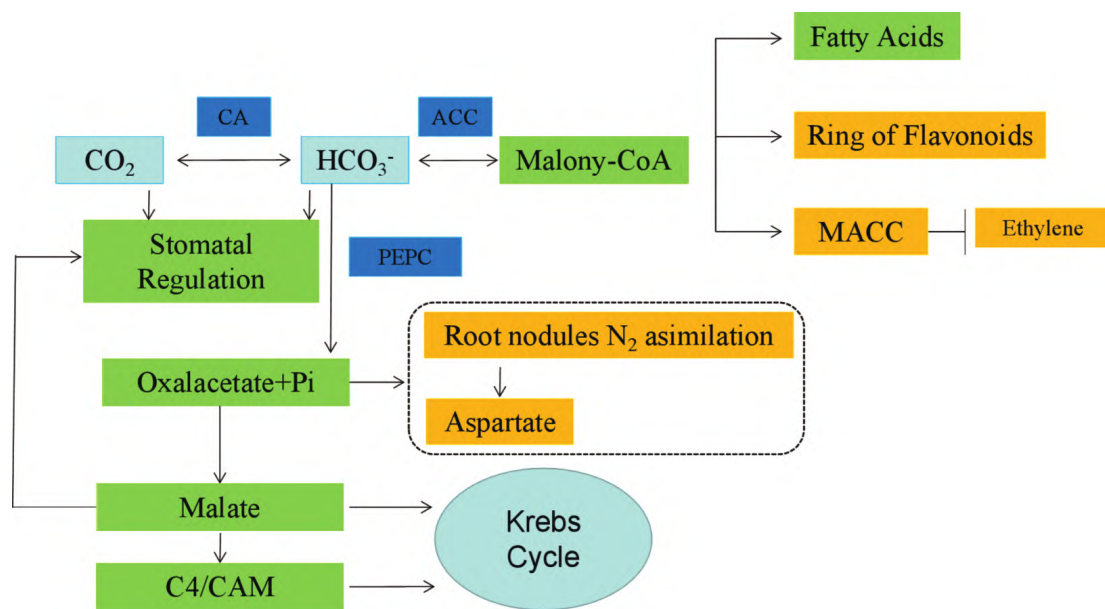 Fatty Acids
CA
ACC
Ring of Flavonoids
CO₂
HCO₃⁻
Malony-CoA
MACC
Ethylene
Stomatal
Regulation
PEPC
Root nodules N₂ asimilation
Oxalacetate+Pi
Aspartate
Malate
Krebs
Cycle
C4/CAM